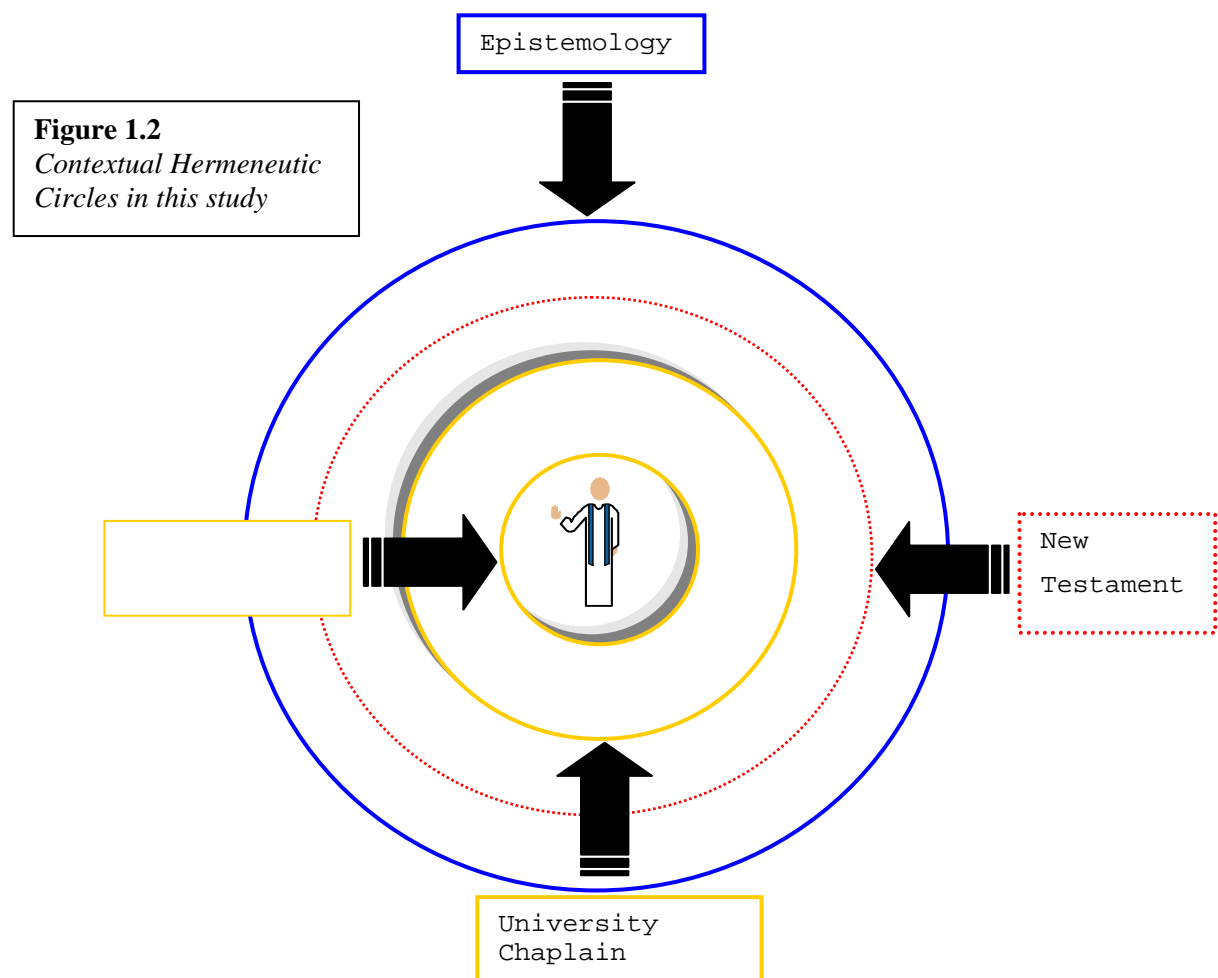 Epistemology
Figure 1.2
Contextual Hermeneutic
Circles in this study
New
Testament
University
Chaplain